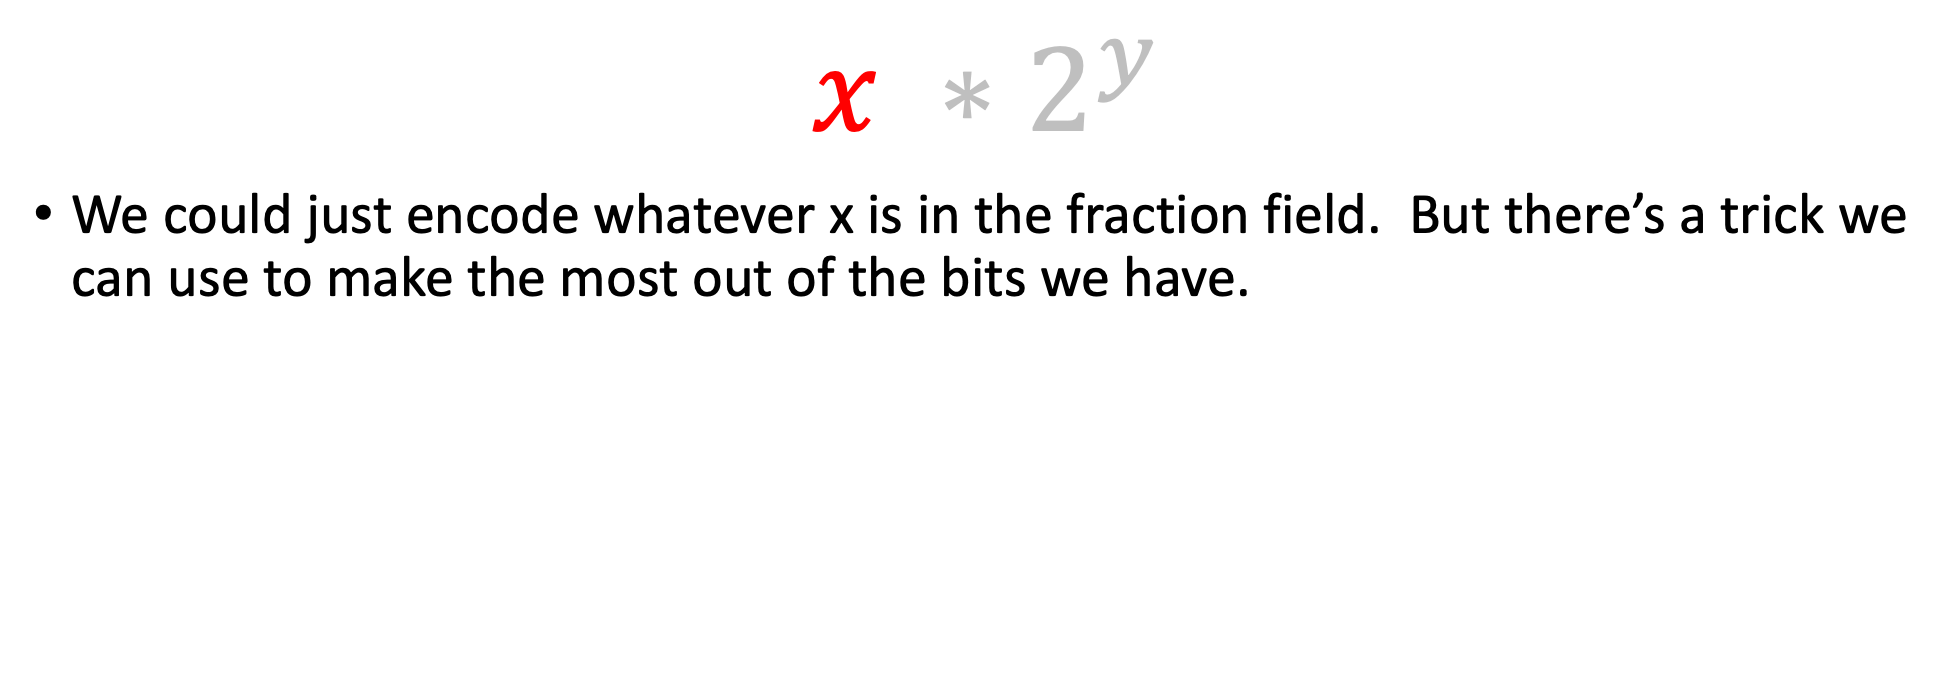 x * 2^y
• We could just encode whatever x is in the fraction field.  But there’s a trick we
can use to make the most out of the bits we have.